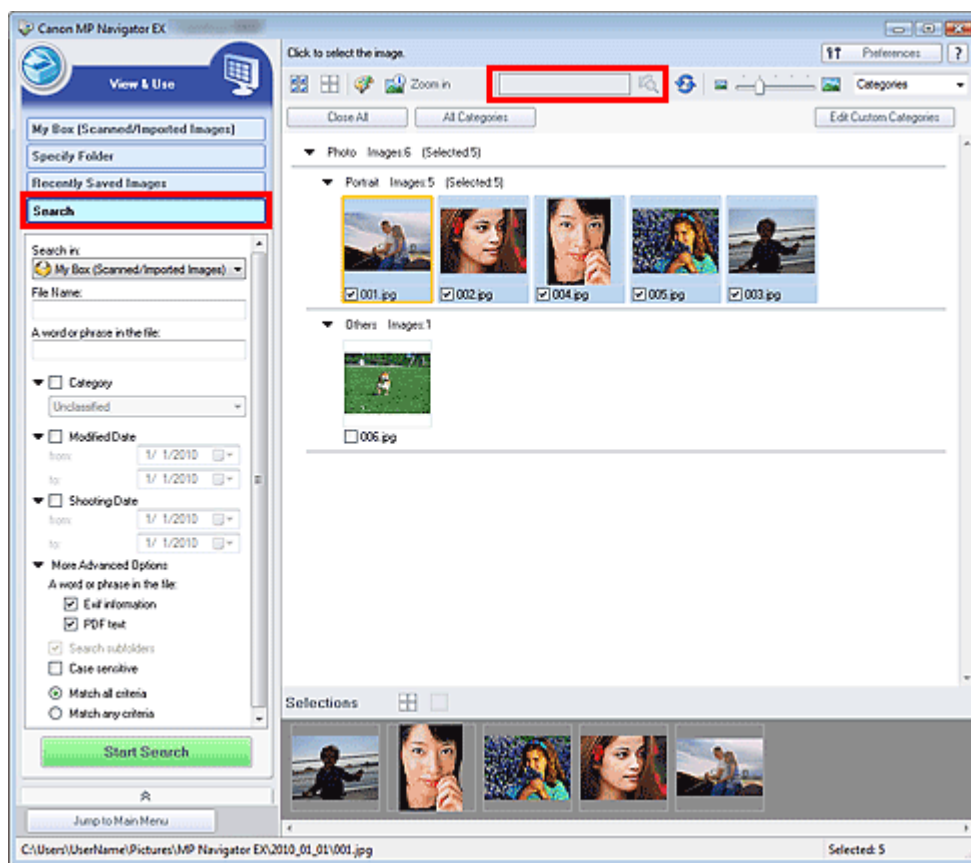 Canon MP Navigator EX
View & Use
My Box (Scanned/Imported Images)
Specify Folder
Recently Saved Images
Search
Search in:
My Box (Scanned/Imported Images)
File Name:
A word or phrase in the file:
Category
Unclassified
Modified Date
from: 1/ 1/2010
to: 1/ 1/2010
Shooting Date
from: 1/ 1/2010
to: 1/ 1/2010
More Advanced Options
A word or phrase in the file:
Exif information
PDF text
Search subfolders
Case sensitive
Match all criteria
Match any criteria
Start Search
Jump to Main Menu
Click to select the image.
Preferences ?
Zoom in
Categories
Close All All Categories Edit Custom Categories
Photo Images:6 (Selected:5)
Portrait Images:5 (Selected:5)
001.jpg 002.jpg 004.jpg 005.jpg 003.jpg
Others Images:1
006.jpg
Selections
C:\Users\UserName\Pictures\MP Navigator EX\2010_01_01\001.jpg Selected: 5